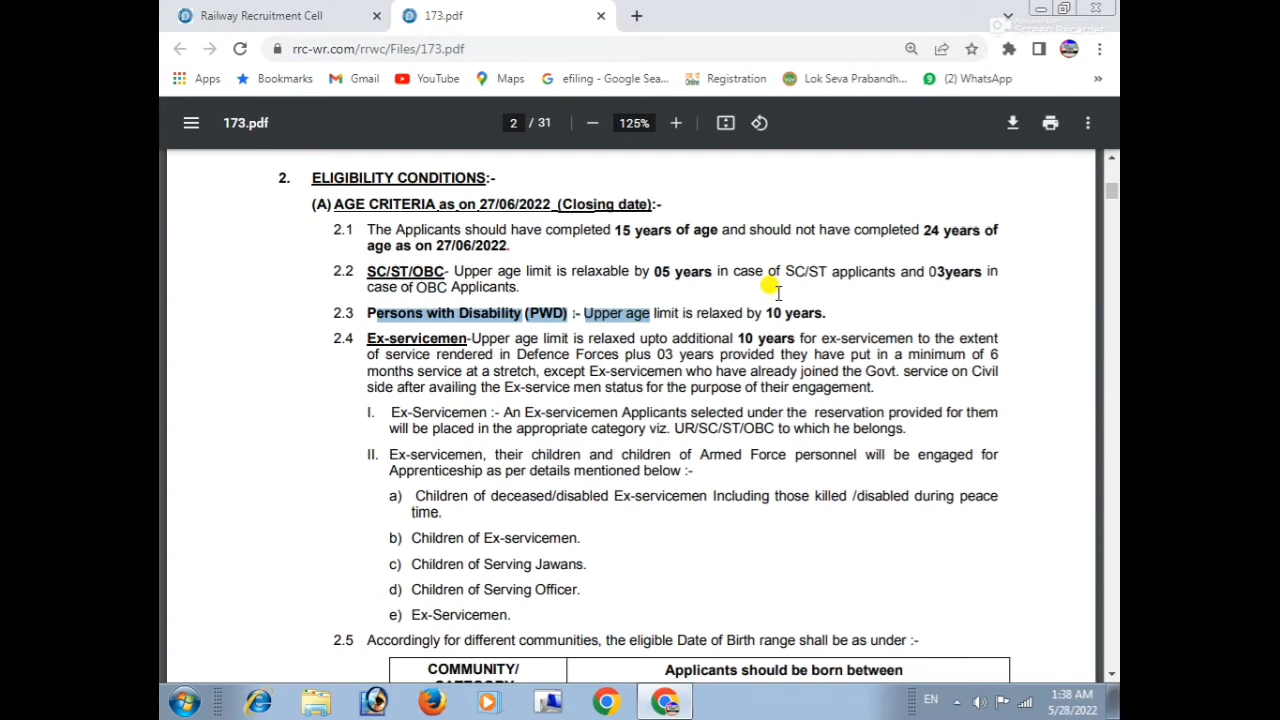 Railway Recruitment Cell
173.pdf
Screen Recorder
rrc-wr.com/rnwc/Files/173.pdf
Apps
Bookmarks
Gmail
YouTube
Maps
efiling - Google Sea...
Registration
Lok Seva Prabandh...
(2) WhatsApp
»
173.pdf
2 / 31
125%
2. ELIGIBILITY CONDITIONS:-
(A) AGE CRITERIA as on 27/06/2022 (Closing date):-
2.1 The Applicants should have completed 15 years of age and should not have completed 24 years of
age as on 27/06/2022.
2.2 SC/ST/OBC- Upper age limit is relaxable by 05 years in case of SC/ST applicants and 03years in
case of OBC Applicants.
2.3 Persons with Disability (PWD) :- Upper age limit is relaxed by 10 years.
2.4 Ex-servicemen-Upper age limit is relaxed upto additional 10 years for ex-servicemen to the extent
of service rendered in Defence Forces plus 03 years provided they have put in a minimum of 6
months service at a stretch, except Ex-Servicemen who have already joined the Govt. service on Civil
side after availing the Ex-service men status for the purpose of their engagement.
I. Ex-Servicemen :- An Ex-servicemen Applicants selected under the reservation provided for them
will be placed in the appropriate category viz. UR/SC/ST/OBC to which he belongs.
II. Ex-servicemen, their children and children of Armed Force personnel will be engaged for
Apprenticeship as per details mentioned below :-
a) Children of deceased/disabled Ex-servicemen Including those killed /disabled during peace
time.
b) Children of Ex-servicemen.
c) Children of Serving Jawans.
d) Children of Serving Officer.
e) Ex-Servicemen.
2.5 Accordingly for different communities, the eligible Date of Birth range shall be as under :-
COMMUNITY/
CATEGORY
Applicants should be born between
EN
1:38 AM
5/28/2022